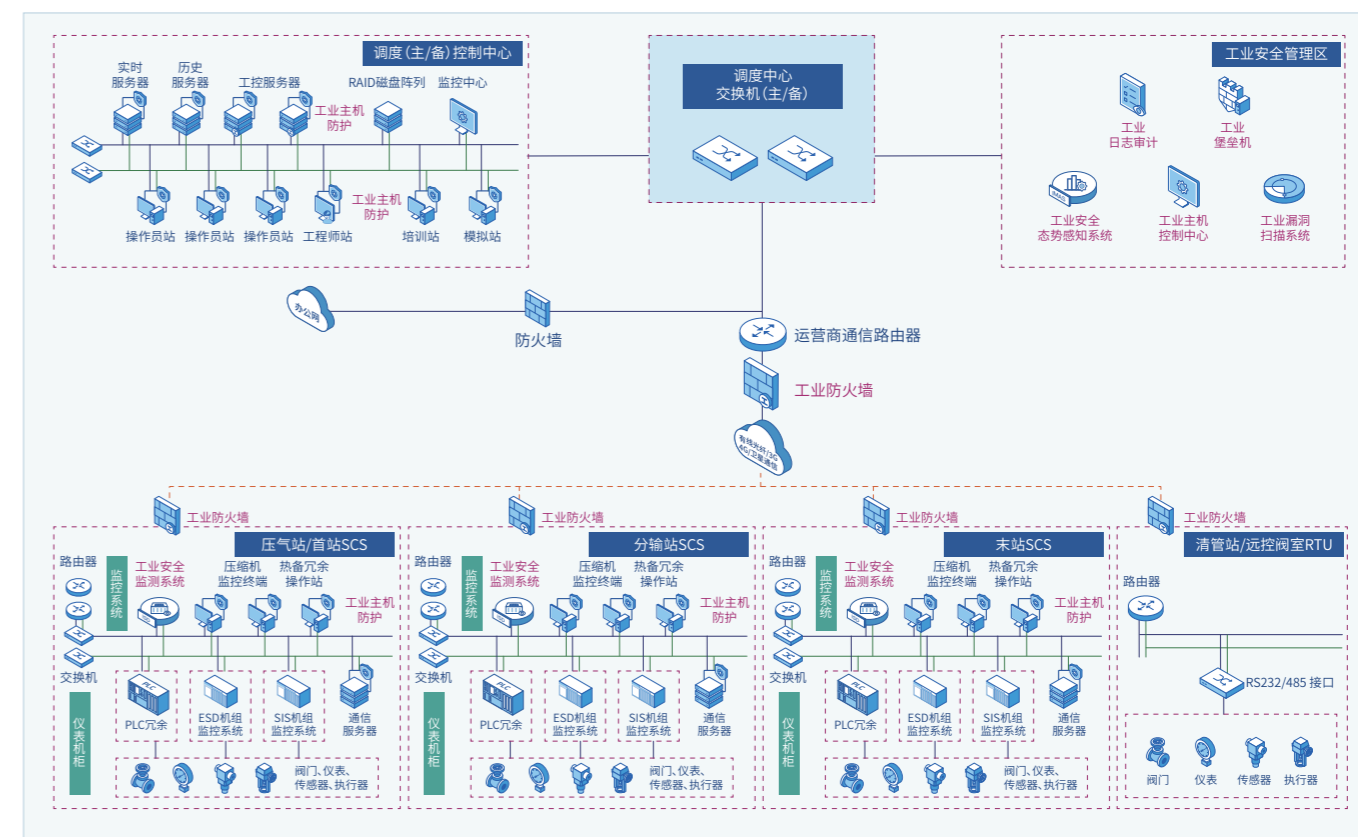 调度（主/备）控制中心
实时
服务器
历史
服务器
工控服务器
RAID磁盘阵列
监控中心
工业主机
防护
工业主机
防护
操作员站
操作员站
操作员站
工程师站
培训站
模拟站
调度中心
交换机（主/备）
工业安全管理区
工业
日志审计
工业
堡垒机
SAAS
工业安全
态势感知系统
工业主机
控制中心
工业漏洞
扫描系统
办公网
防火墙
运营商通信路由器
工业防火墙
有线光纤/3G
4G/卫星通信
工业防火墙
压气站/首站SCS
路由器
监控系统
工业安全
监测系统
压缩机
监控终端
热备冗余
操作站
工业主机
防护
交换机
仪表机柜
PLC
PLC冗余
ESD机组
监控系统
SIS机组
监控系统
通信
服务器
阀门、仪表、
传感器、执行器
工业防火墙
分输站SCS
路由器
监控系统
工业安全
监测系统
压缩机
监控终端
热备冗余
操作站
工业主机
防护
交换机
仪表机柜
PLC
PLC冗余
ESD机组
监控系统
SIS机组
监控系统
通信
服务器
阀门、仪表、
传感器、执行器
工业防火墙
末站SCS
路由器
监控系统
工业安全
监测系统
压缩机
监控终端
热备冗余
操作站
工业主机
防护
交换机
仪表机柜
PLC
PLC冗余
ESD机组
监控系统
SIS机组
监控系统
通信
服务器
阀门、仪表、
传感器、执行器
工业防火墙
清管站/远控阀室RTU
路由器
RS232/485 接口
阀门
仪表
传感器
执行器